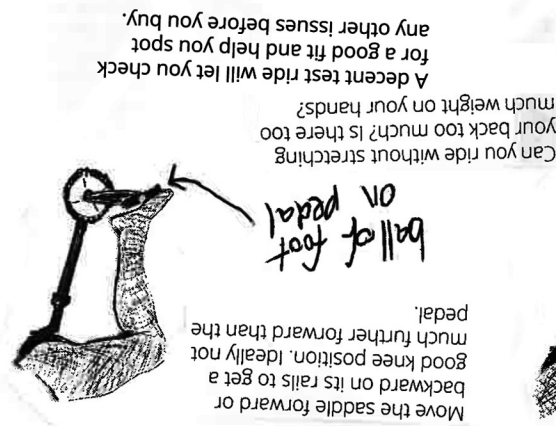 Move the saddle forward or
backward on its rails to get a
good knee position. Ideally not
much further forward than the
pedal.
ball of foot
on pedal
Can you ride without stretching
your back too much? Is there too
much weight on your hands?
A decent test ride will let you check
for a good fit and help you spot
any other issues before you buy.